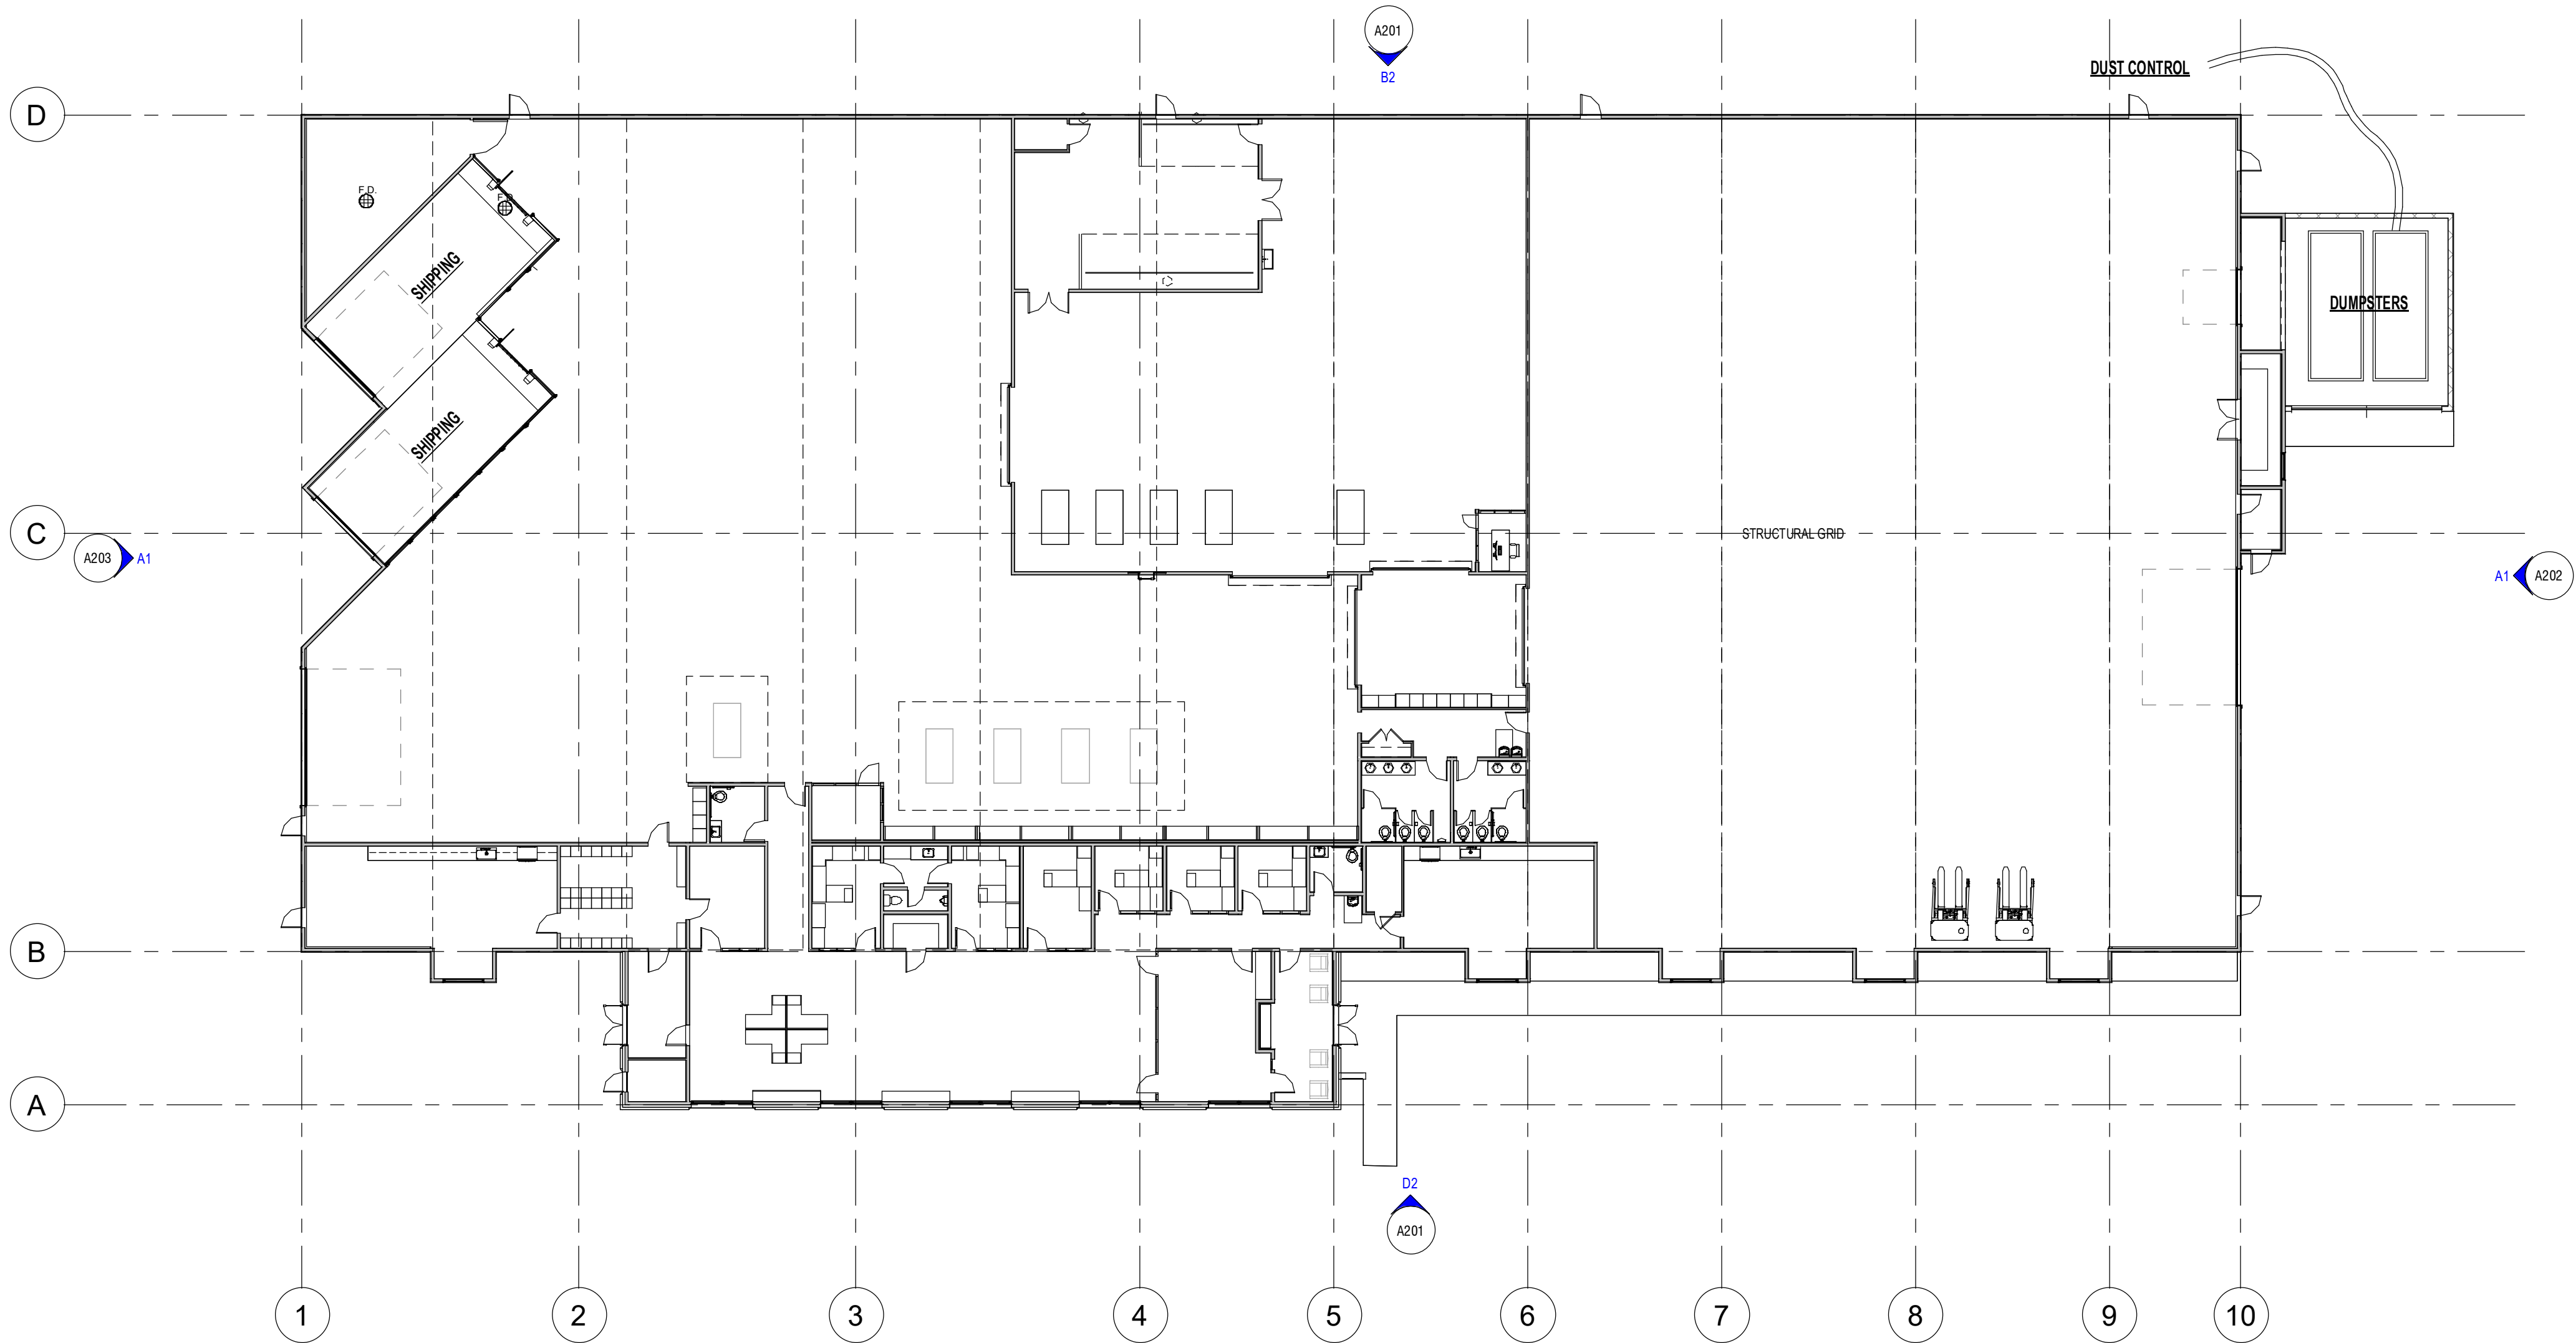 A201
B2
DUST CONTROL
D
F.D.
F.D.
SHIPPING
DUMPSTERS
SHIPPING
C
STRUCTURAL GRID
A203
A1
A1
A202
B
A
D2
A201
1
2
3
4
5
6
7
8
9
10